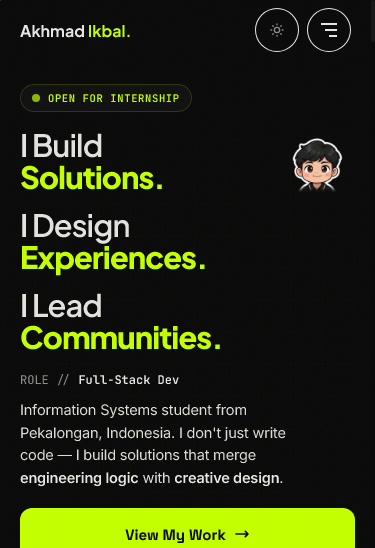 Akhmad Ikbal.
OPEN FOR INTERNSHIP
I Build
Solutions.
I Design
Experiences.
I Lead
Communities.
ROLE // Full-Stack Dev
Information Systems student from
Pekalongan, Indonesia. I don't just write
code — I build solutions that merge
engineering logic with creative design.
View My Work →